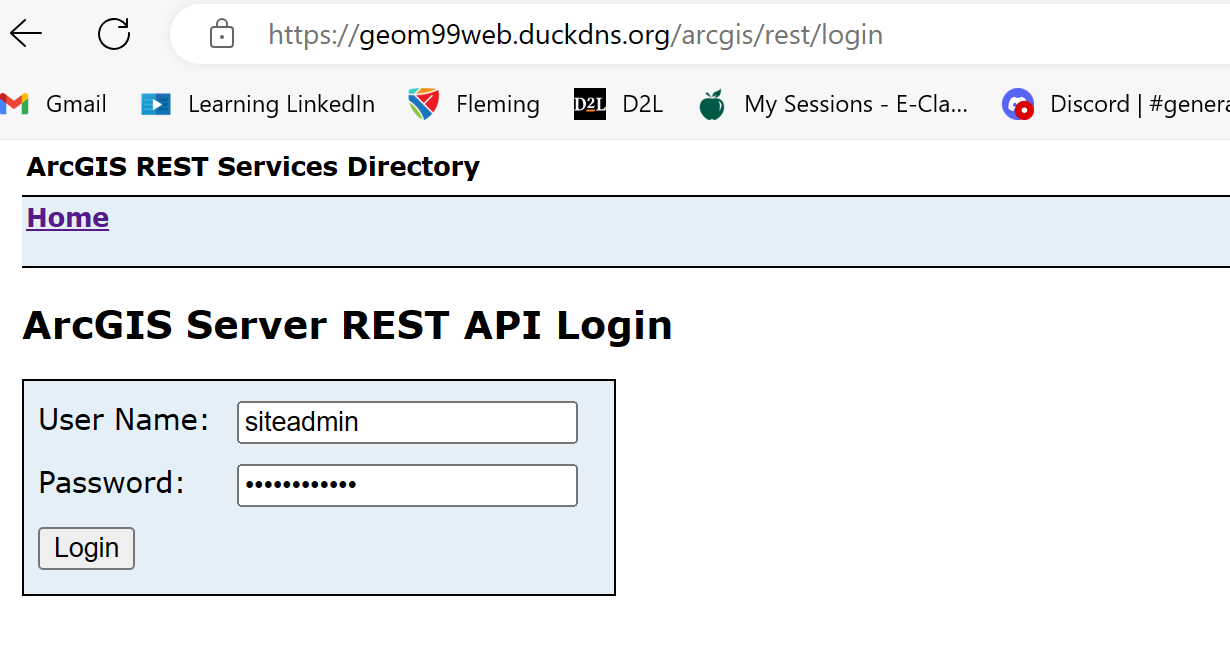 https://geom99web.duckdns.org/arcgis/rest/login
Gmail Learning LinkedIn Fleming D2L D2L My Sessions - E-Cla... Discord | #genera
ArcGIS REST Services Directory
Home
ArcGIS Server REST API Login
User Name: siteadmin
Password: ••••••••••••
Login